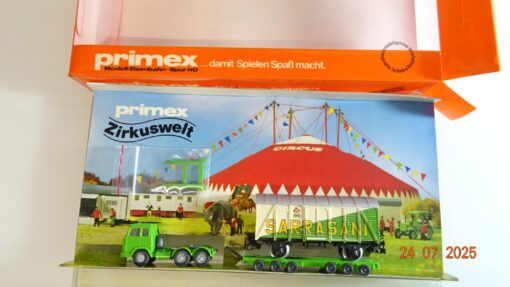 primex ...damit Spielen Spaß macht.
Modell-Eisenbahn · Spur HO
primex
Zirkuswelt
CIRCUS
SARRASANI
24 07 2025